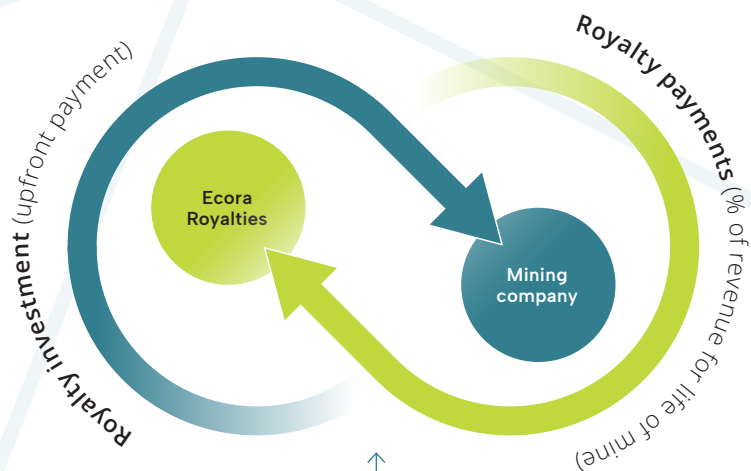 Royalty investment (upfront payment)
Ecora
Royalties
Mining
company
Royalty payments (% of revenue for life of mine)